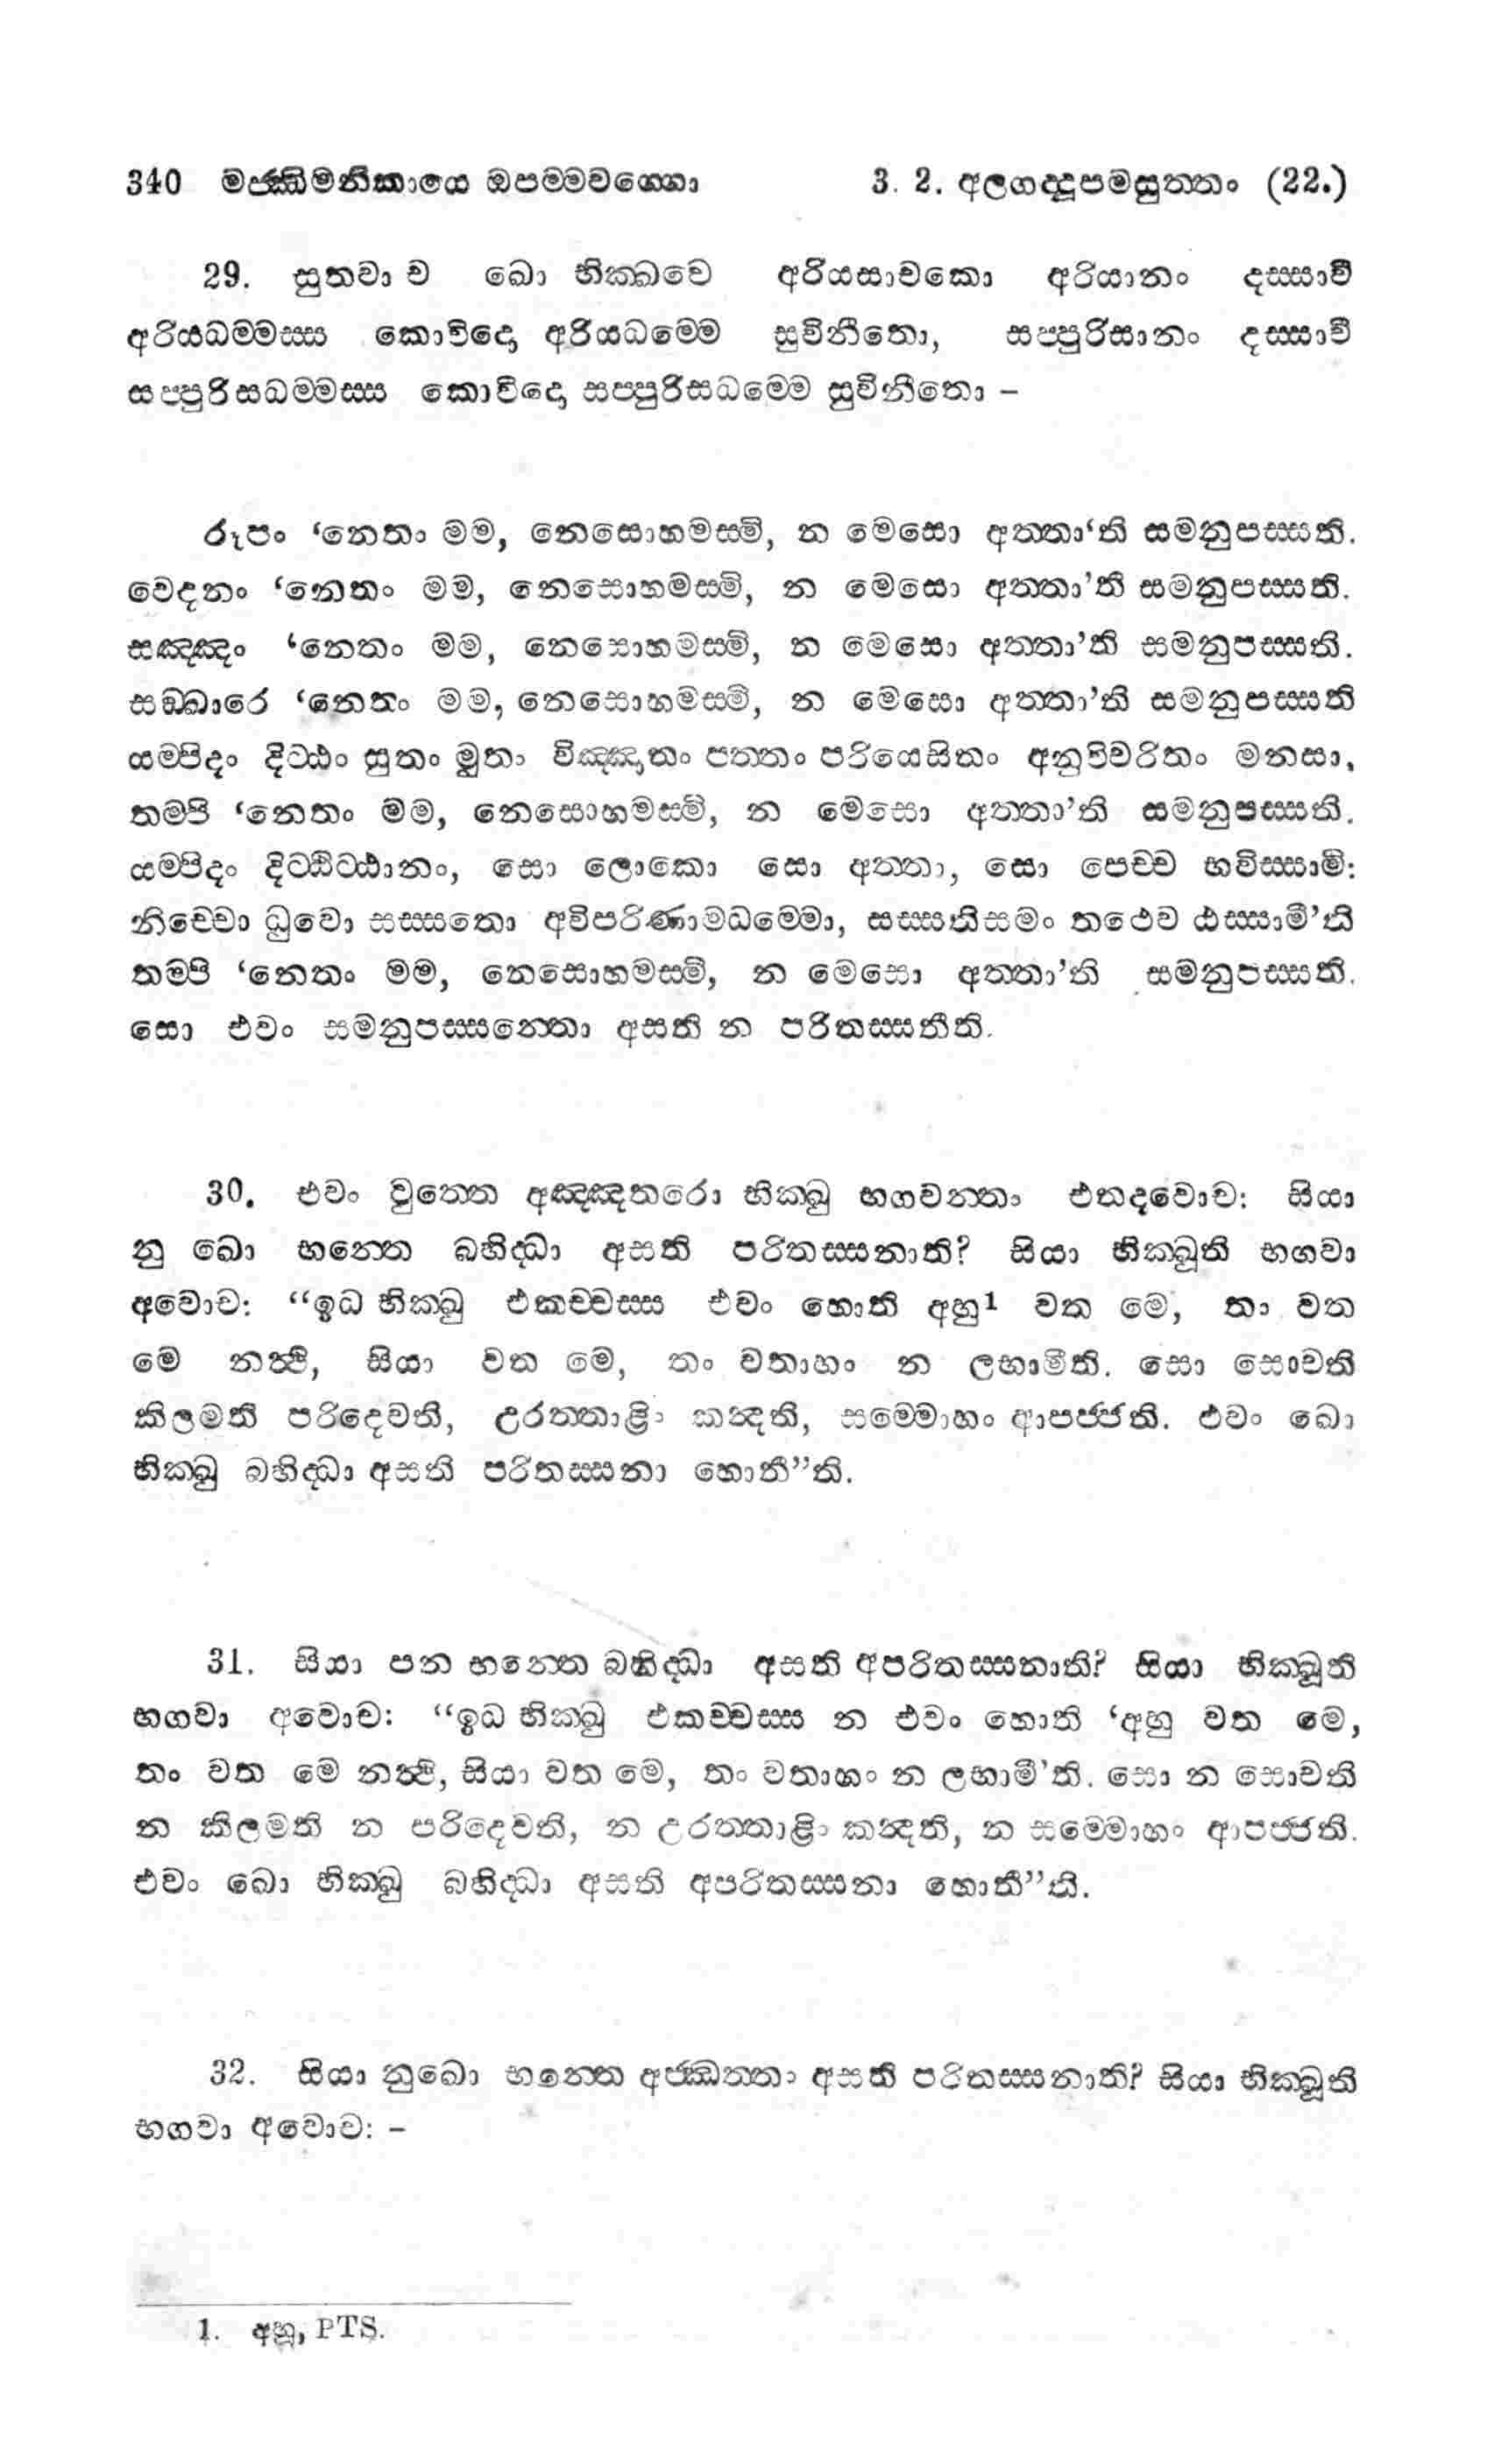 340 මජ්ඣිමනිකායෙ ඔපම්මවග්ගො 3. 2. අලගද්දූපමසුත්තං (22.)
29. සුතවා ච ඛො භික්ඛවෙ අරියසාවකො අරියානං දස්සාවී
අරියධම්මස්ස කොවිදො අරියධම්මෙ සුවිනීතො, සප්පුරිසානං දස්සාවී
සප්පුරිසධම්මස්ස කොවිදො සප්පුරිසධම්මෙ සුවිනීතො –
රූපං ‘නෙතං මම, නෙසොහමස්මි, න මෙසො අත්තා‘ති සමනුපස්සති.
වෙදනං ‘නෙතං මම, නෙසොහමස්මි, න මෙසො අත්තා’ති සමනුපස්සති.
සඤ්ඤං ‘නෙතං මම, නෙසොහමස්මි, න මෙසො අත්තා’ති සමනුපස්සති.
සඞ්ඛාරෙ ‘නෙතං මම, නෙසොහමස්මි, න මෙසො අත්තා’ති සමනුපස්සති
යම්පිදං දිට්ඨං සුතං මුතං විඤ්ඤාතං පත්තං පරියෙසිතං අනුවිචරිතං මනසා,
තම්පි ‘නෙතං මම, නෙසොහමස්මි, න මෙසො අත්තා’ති සමනුපස්සති.
යම්පිදං දිට්ඨිට්ඨානං, සො ලොකො සො අත්තා, සො පෙච්ච භවිස්සාමි:
නිච්චො ධුවො සස්සතො අවිපරිණාමධම්මො, සස්සතිසමං තථෙව ඨස්සාමී’ති
තම්පි ‘නෙතං මම, නෙසොහමස්මි, න මෙසො අත්තා’ති සමනුපස්සති.
සො එවං සමනුපස්සන්තො අසති න පරිතස්සතීති.
30. එවං වුත්තෙ අඤ්ඤතරො භික්ඛු භගවන්තං එතදවොච: සියා
නු ඛො භන්තෙ බහිද්ධා අසති පරිතස්සනාති? සියා භික්ඛූති භගවා
අවොච: “ඉධ භික්ඛු එකච්චස්ස එවං හොති අහු1 වත මෙ, තං වත
මෙ නත්ථි, සියා වත මෙ, තං වතාහං න ලභාමීති. සො සොචති
කිලමති පරිදෙවති, උරත්තාළිං කන්දති, සම්මොහං ආපජ්ජති. එවං ඛො
භික්ඛු බහිද්ධා අසති පරිතස්සනා හොතී”ති.
31. සියා පන භන්තෙ බහිද්ධා අසති අපරිතස්සනාති? සියා භික්ඛූති
භගවා අවොච: “ඉධ භික්ඛු එකච්චස්ස න එවං හොති ‘අහු වත මෙ,
තං වත මෙ නත්ථි, සියා වත මෙ, තං වතාහං න ලභාමී’ති. සො න සොචති
න කිලමති න පරිදෙවති, න උරත්තාළිං කන්දති, න සම්මොහං ආපජ්ජති.
එවං ඛො භික්ඛු බහිද්ධා අසති අපරිතස්සනා හොතී”ති.
32. සියා නුඛො භන්තෙ අජ්ඣත්තං අසති පරිතස්සනාති? සියා භික්ඛූති
භගවා අවොච: –
1. අහූ, PTS.